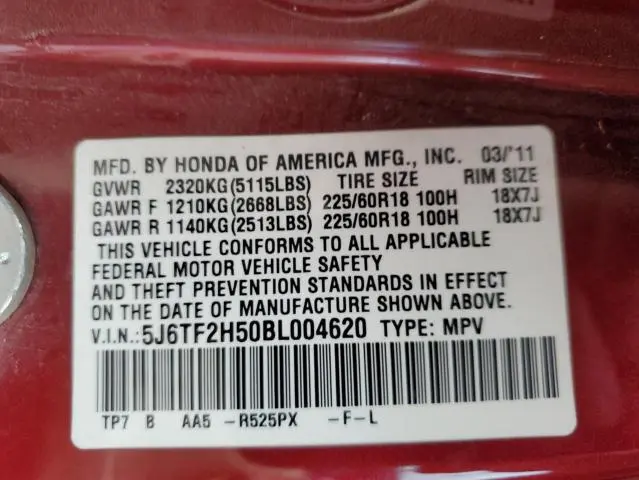 MFD. BY HONDA OF AMERICA MFG., INC. 03/'11
GVWR 2320KG(5115LBS) TIRE SIZE RIM SIZE
GAWR F 1210KG(2668LBS) 225/60R18 100H 18X7J
GAWR R 1140KG(2513LBS) 225/60R18 100H 18X7J
THIS VEHICLE CONFORMS TO ALL APPLICABLE
FEDERAL MOTOR VEHICLE SAFETY
AND THEFT PREVENTION STANDARDS IN EFFECT
ON THE DATE OF MANUFACTURE SHOWN ABOVE.
V.I.N.:5J6TF2H50BL004620 TYPE: MPV
TP7 B AA5 -R525PX -F-L